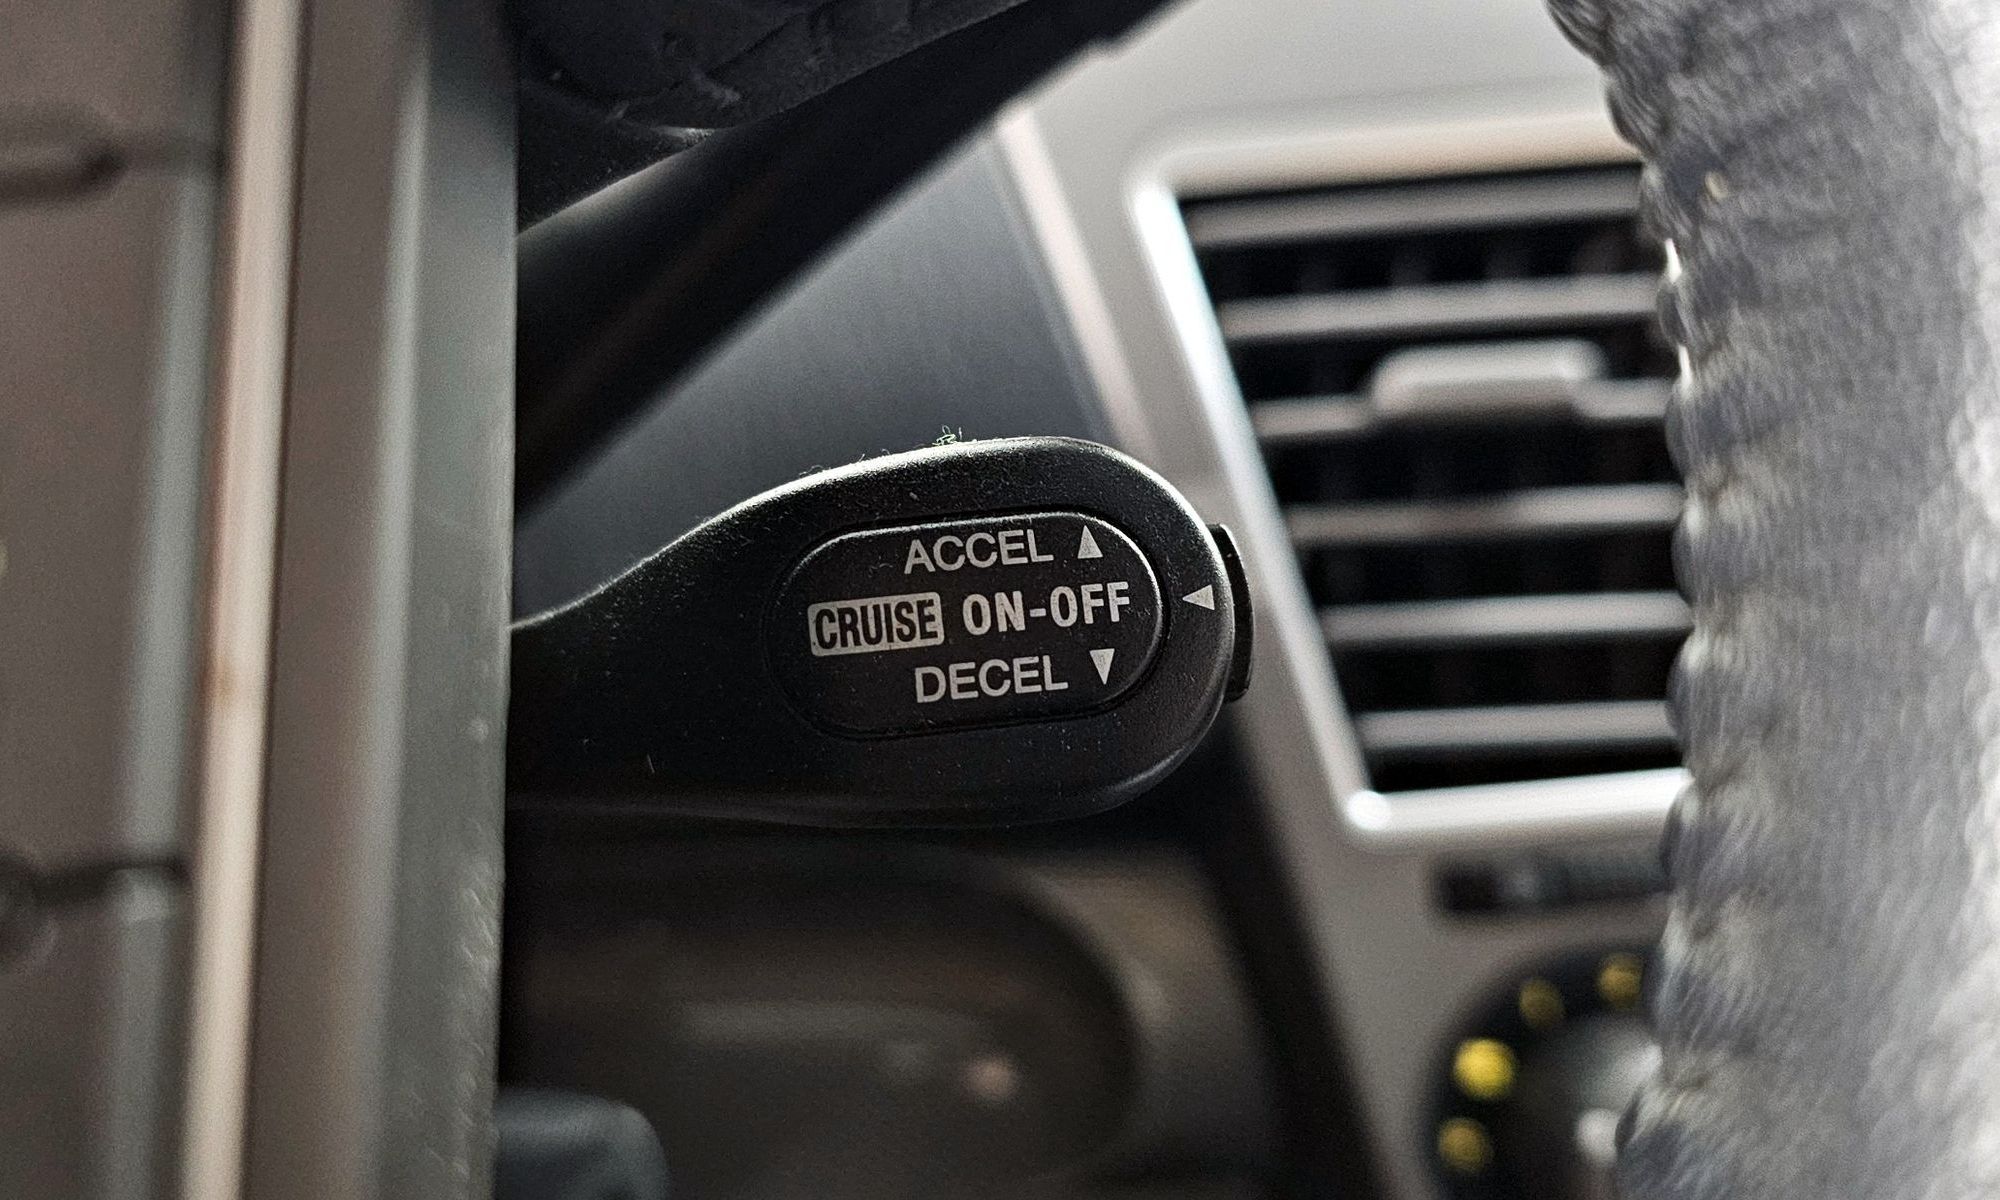 ACCEL ▲
CRUISE ON-OFF ◀
DECEL ▼